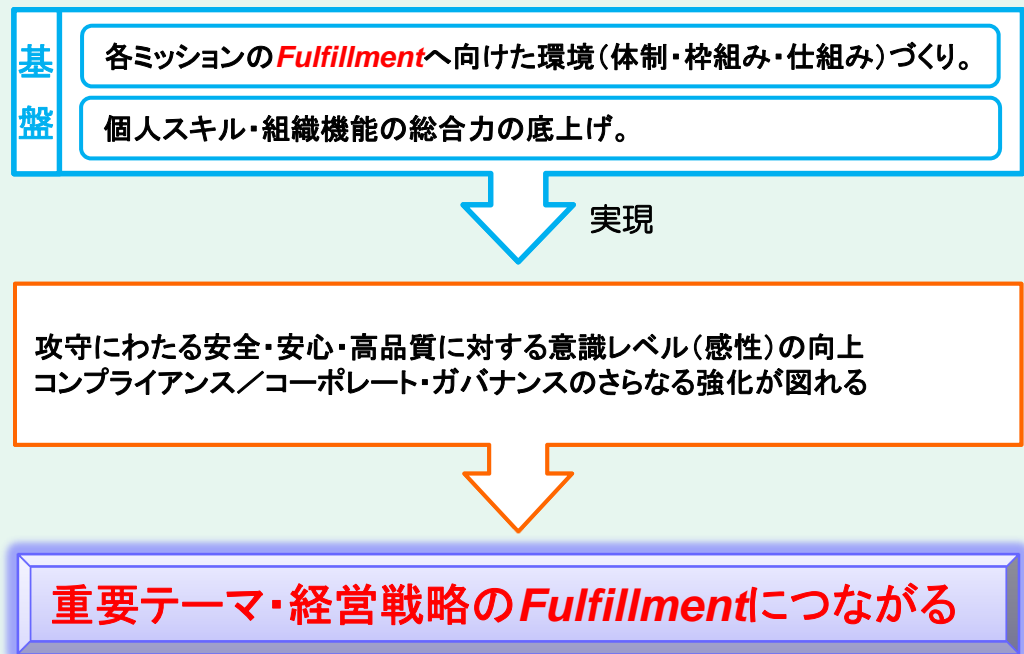 基盤
各ミッションのFulfillmentへ向けた環境（体制・枠組み・仕組み）づくり。
個人スキル・組織機能の総合力の底上げ。
実現
攻守にわたる安全・安心・高品質に対する意識レベル（感性）の向上
コンプライアンス／コーポレート・ガバナンスのさらなる強化が図れる
重要テーマ・経営戦略のFulfillmentにつながる